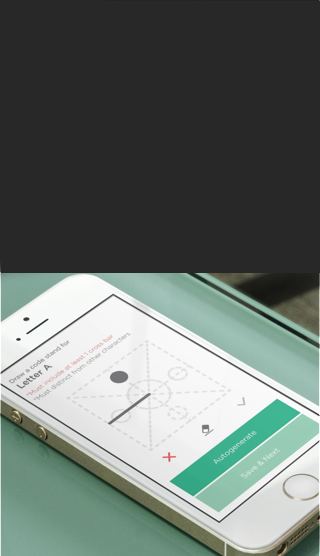 Draw a code stand for
Letter A
*Must include at least 1 cross bar
*Must distinct from other characters
Autogenerate
Save & Next